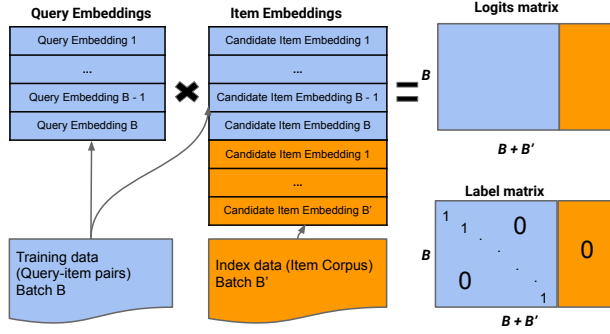 Query Embeddings
Query Embedding 1
...
Query Embedding B - 1
Query Embedding B
Item Embeddings
Candidate Item Embedding 1
...
Candidate Item Embedding B - 1
Candidate Item Embedding B
Candidate Item Embedding 1
...
Candidate Item Embedding B'
Training data
(Query-item pairs)
Batch B
Index data (Item Corpus)
Batch B'
Logits matrix
B
B + B'
Label matrix
B
1
1
.
.
.
1
0
0
0
B + B'